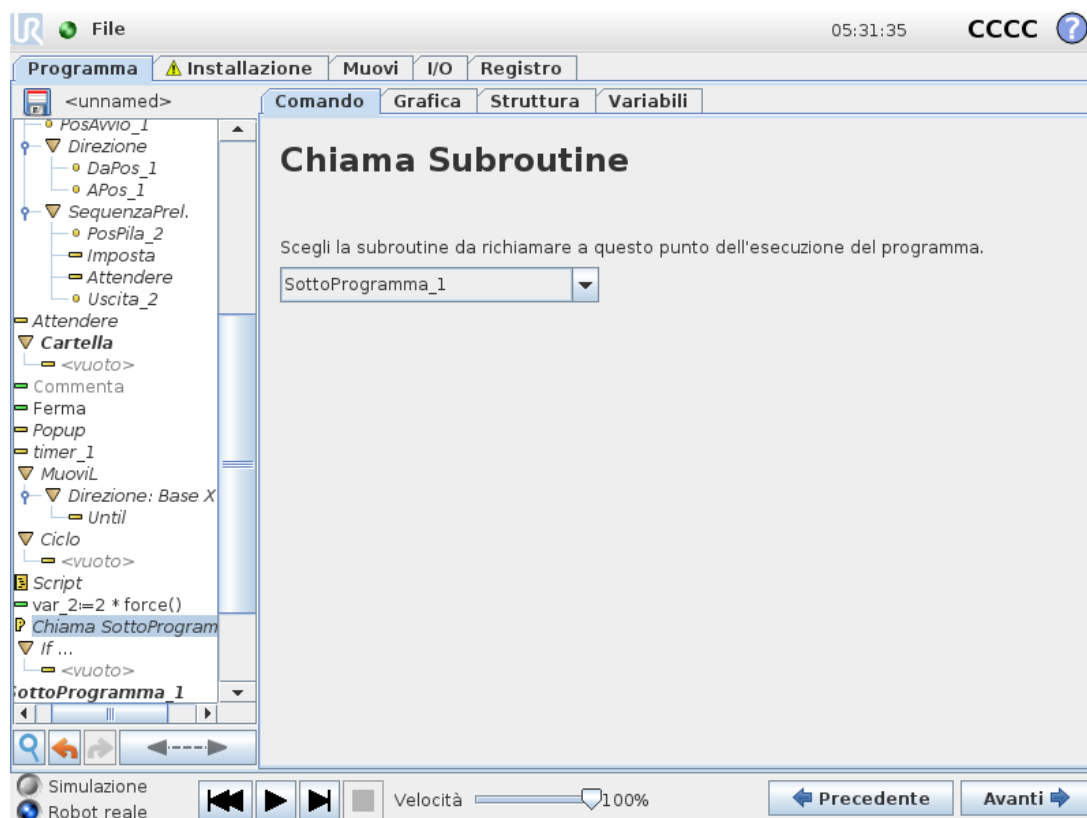 UR File 05:31:35 CCCC ?
Programma Installazione Muovi I/O Registro
<unnamed> Comando Grafica Struttura Variabili
PosAvvio_1
Direzione
DaPos_1
APos_1
SequenzaPrel.
PosPila_2
Imposta
Attendere
Uscita_2
Attendere
Cartella
<vuoto>
Commenta
Ferma
Popup
timer_1
MuoviL
Direzione: Base X
Until
Ciclo
<vuoto>
Script
var_2:=2 * force()
Chiama SottoProgram
If ...
<vuoto>
SottoProgramma_1
Chiama Subroutine
Scegli la subroutine da richiamare a questo punto dell'esecuzione del programma.
SottoProgramma_1
Simulazione
Robot reale
Velocità 100%
Precedente Avanti